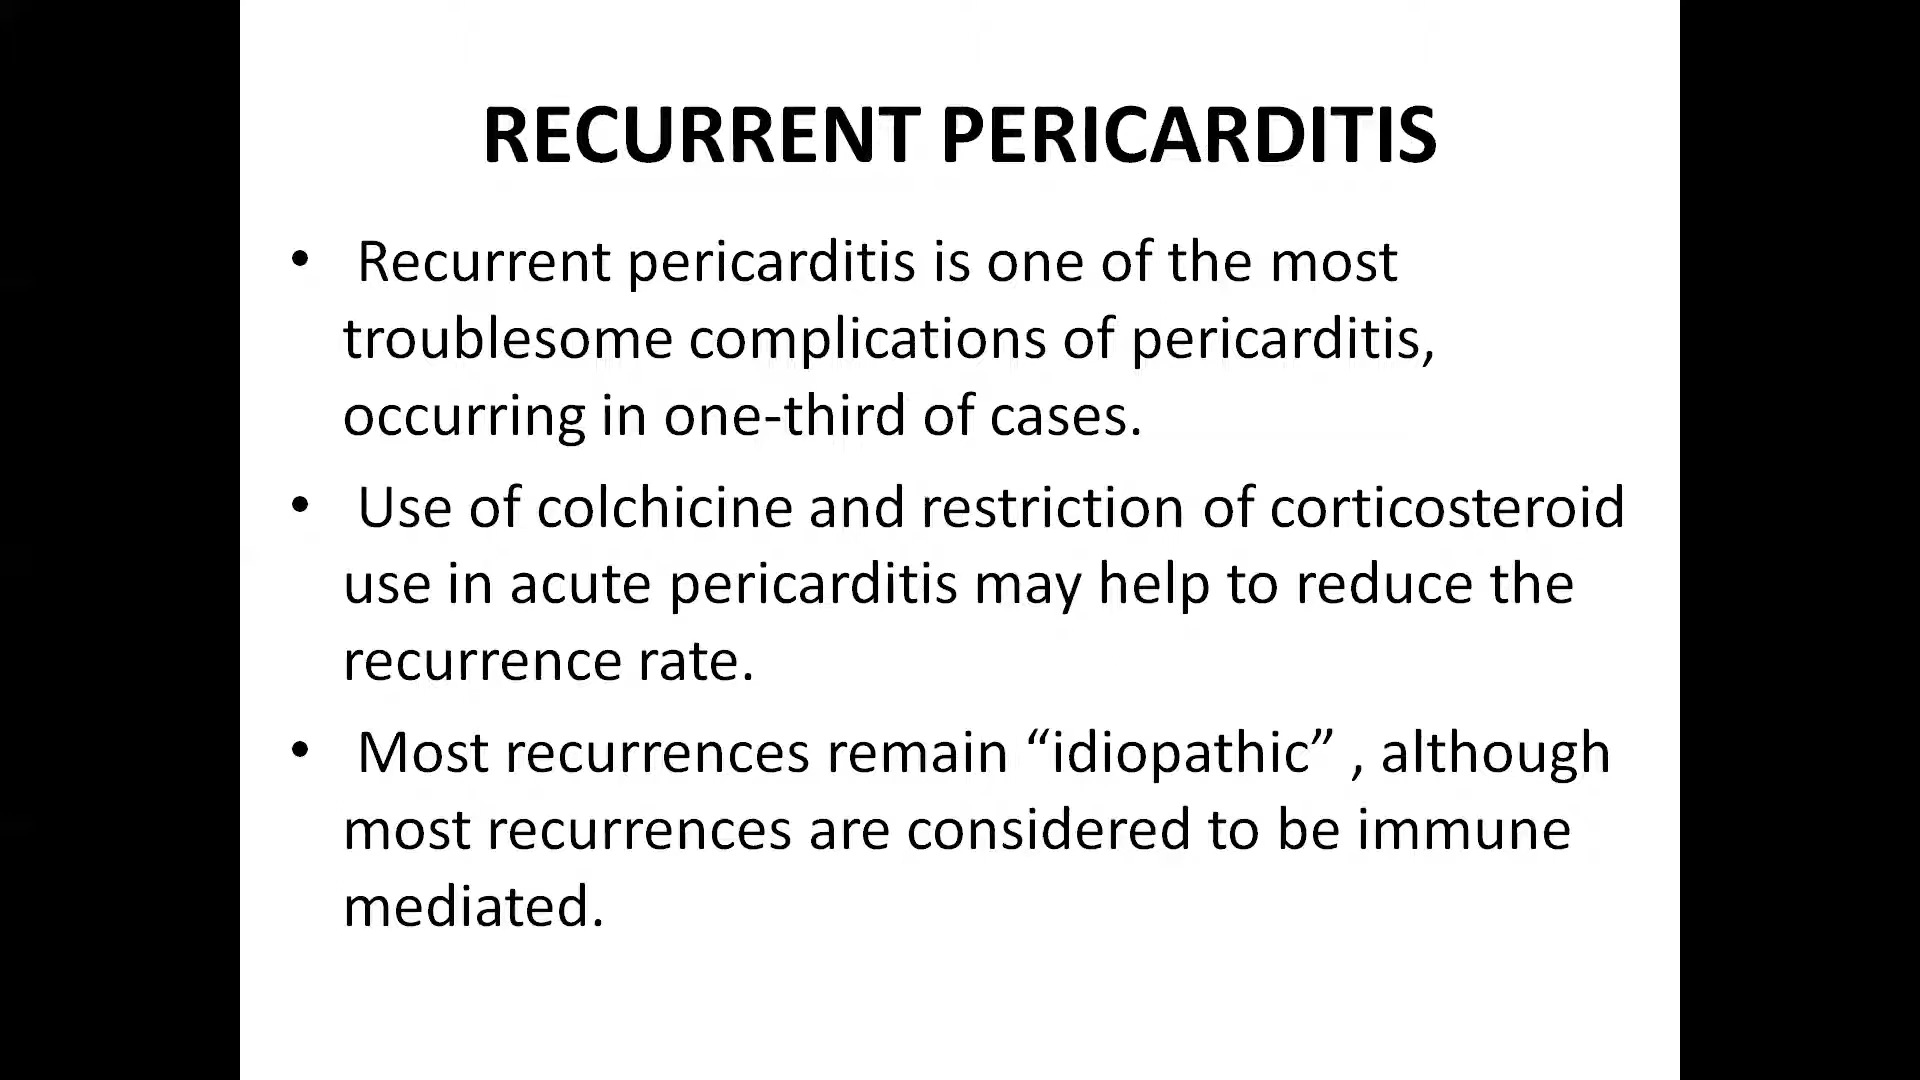 RECURRENT PERICARDITIS
• Recurrent pericarditis is one of the most
troublesome complications of pericarditis,
occurring in one-third of cases.
• Use of colchicine and restriction of corticosteroid
use in acute pericarditis may help to reduce the
recurrence rate.
• Most recurrences remain “idiopathic” , although
most recurrences are considered to be immune
mediated.